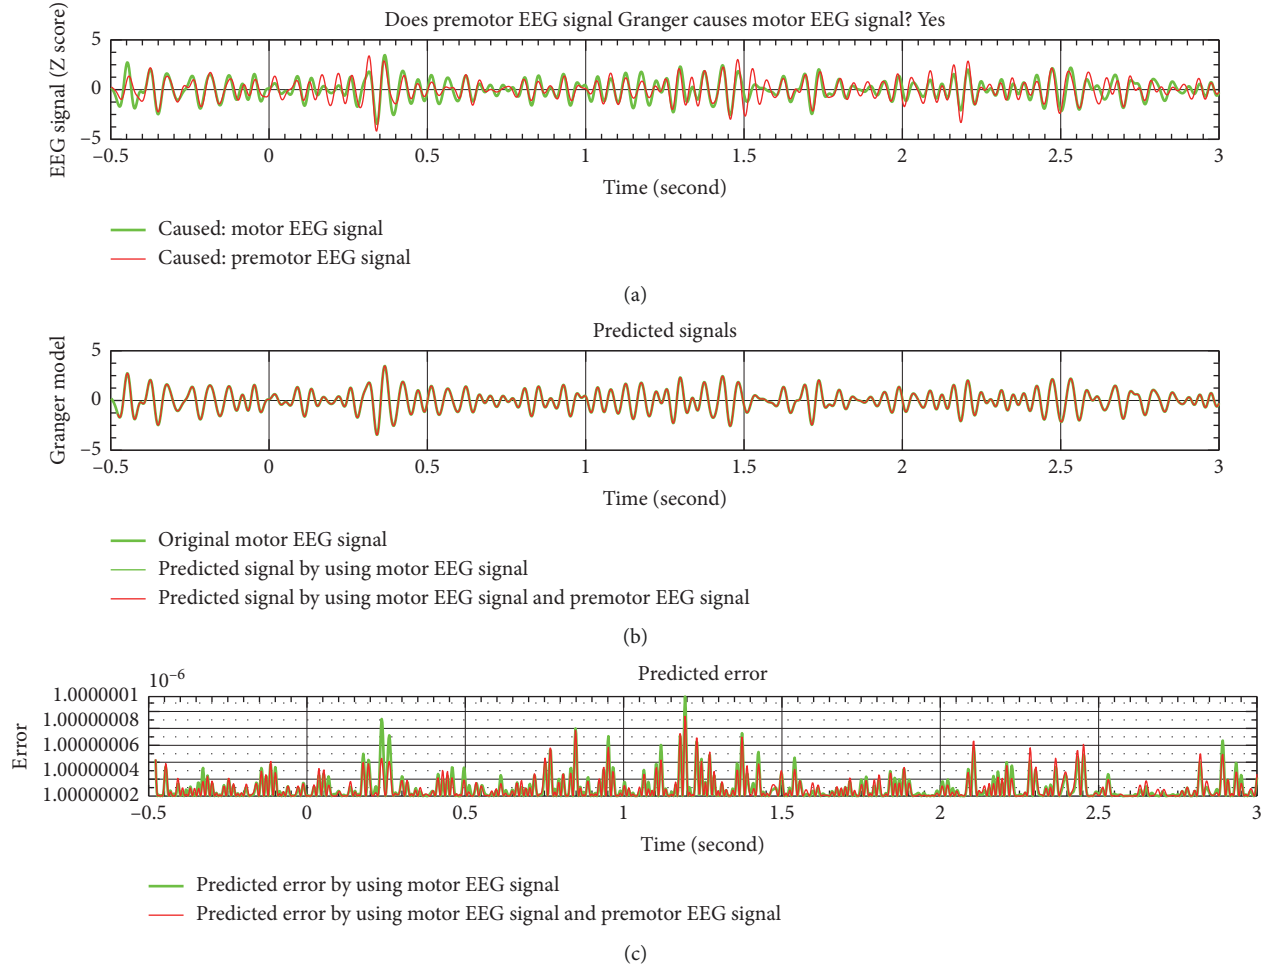 Does premotor EEG signal Granger causes motor EEG signal? Yes
EEG signal (Z score)
5
0
−5
−0.5 0 0.5 1 1.5 2 2.5 3
Time (second)
Caused: motor EEG signal
Caused: premotor EEG signal
(a)
Predicted signals
Granger model
5
0
−5
−0.5 0 0.5 1 1.5 2 2.5 3
Time (second)
Original motor EEG signal
Predicted signal by using motor EEG signal
Predicted signal by using motor EEG signal and premotor EEG signal
(b)
Predicted error
10⁻⁶
Error
1.0000001
1.00000008
1.00000006
1.00000004
1.00000002
−0.5 0 0.5 1 1.5 2 2.5 3
Time (second)
Predicted error by using motor EEG signal
Predicted error by using motor EEG signal and premotor EEG signal
(c)